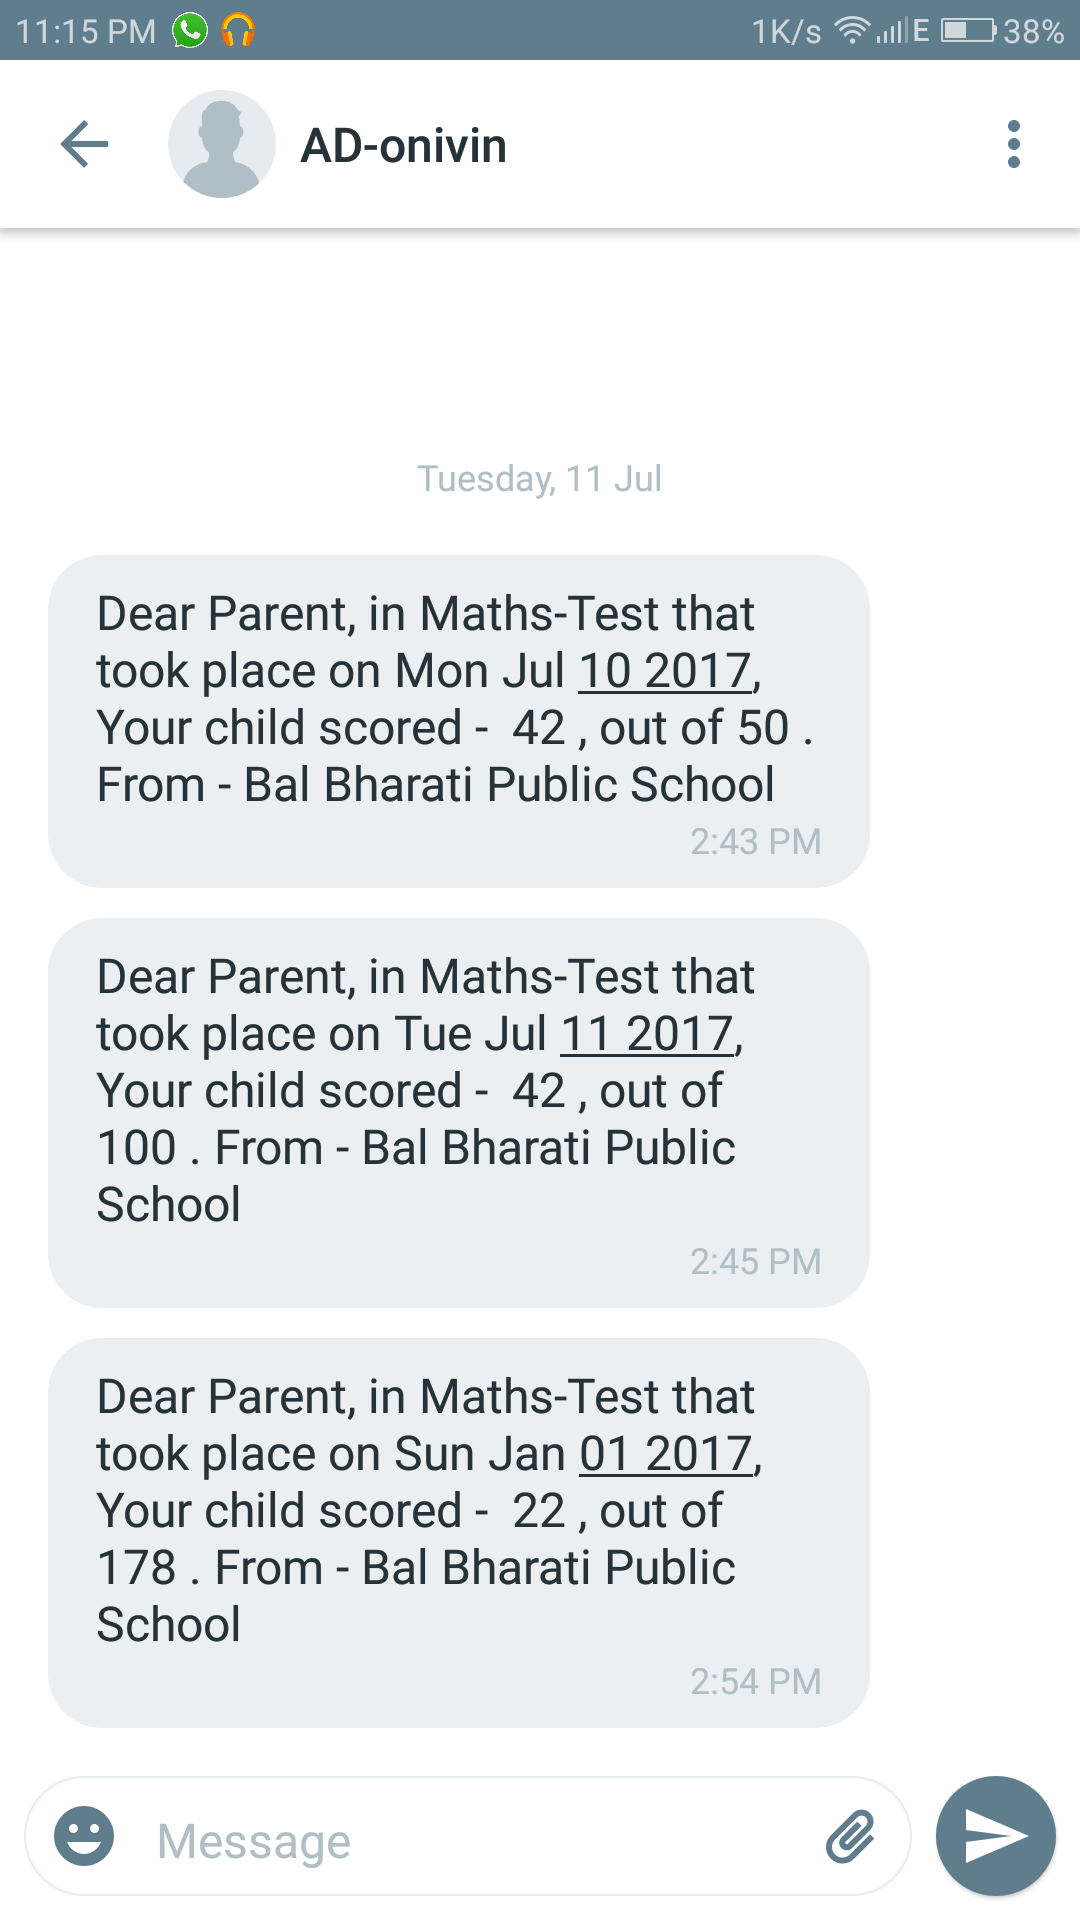 11:15 PM 1K/s E 38%
AD-onivin
Tuesday, 11 Jul
Dear Parent, in Maths-Test that
took place on Mon Jul 10 2017,
Your child scored -  42 , out of 50 .
From - Bal Bharati Public School
2:43 PM
Dear Parent, in Maths-Test that
took place on Tue Jul 11 2017,
Your child scored -  42 , out of
100 . From - Bal Bharati Public
School
2:45 PM
Dear Parent, in Maths-Test that
took place on Sun Jan 01 2017,
Your child scored -  22 , out of
178 . From - Bal Bharati Public
School
2:54 PM
Message